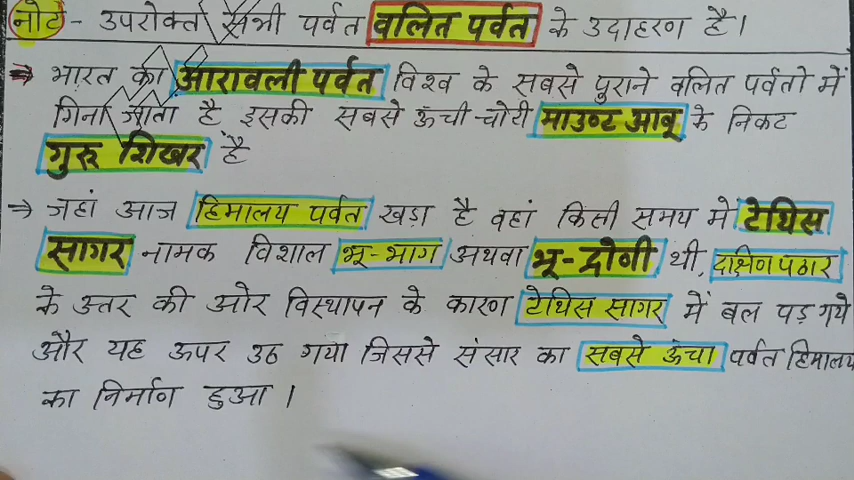 नोट - उपरोक्त सभी पर्वत वलित पर्वत के उदाहरण है।
⇒ भारत का आरावली पर्वत विश्व के सबसे पुराने वलित पर्वतों में
गिना जाता है इसकी सबसे ऊंची चोटी माउण्ट आबू के निकट
गुरु शिखर है
⇒ जहां आज हिमालय पर्वत खड़ा है वहां किसी समय में टेथिस
सागर नामक विशाल भू-भाग अथवा भू-द्रोणी थी, दक्षिण पठार
के उत्तर की ओर विस्थापन के कारण टेथिस सागर में बल पड़ गये
और यह ऊपर उठ गया जिससे संसार का सबसे ऊंचा पर्वत हिमालय
का निर्माण हुआ।